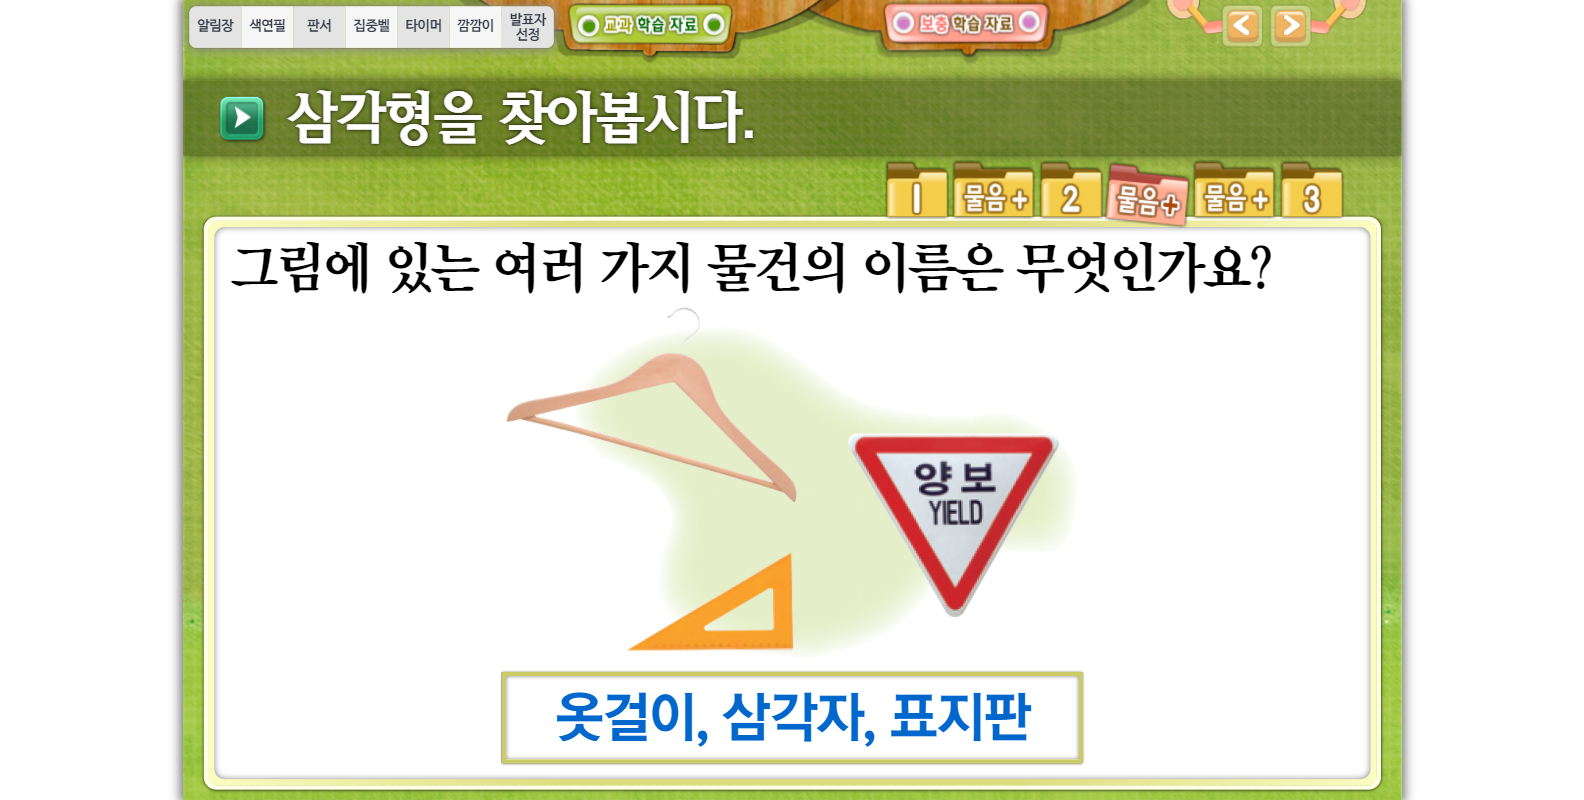 알림장 색연필 판서 집중벨 타이머 깜깜이 발표자 선정
교과 학습 자료
보충 학습 자료
삼각형을 찾아봅시다.
1 물음+ 2 물음+ 물음+ 3
그림에 있는 여러 가지 물건의 이름은 무엇인가요?
양보
YIELD
옷걸이, 삼각자, 표지판